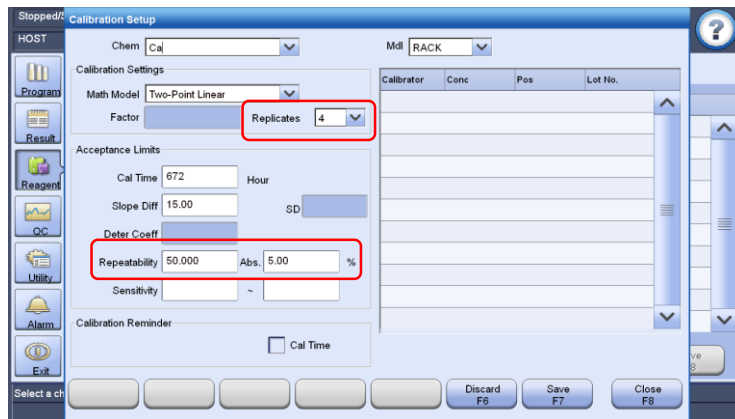 Stopped/S
Calibration Setup
HOST
Chem Ca
Mdl RACK
Calibration Settings
Calibrator Conc Pos Lot No.
Math Model Two-Point Linear
Program
Factor
Replicates 4
Result
Acceptance Limits
Cal Time 672 Hour
Reagent
Slope Diff 15.00 SD
Deter Coeff
QC
Repeatability 50.000 Abs. 5.00 %
Utility
Sensitivity ~
Calibration Reminder
Alarm
Cal Time
Exit
Select a ch
Discard
F6
Save
F7
Close
F8
?